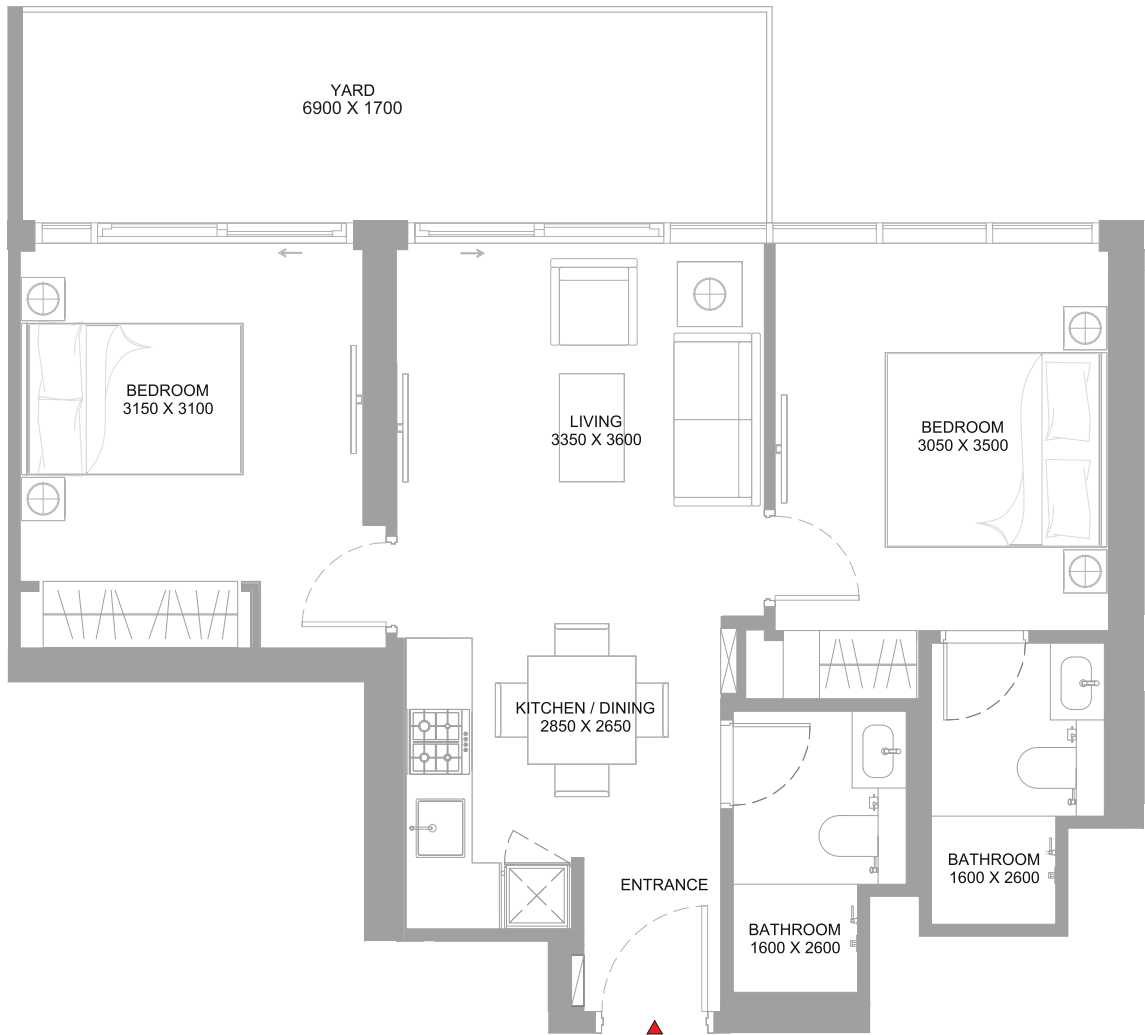 YARD
6900 X 1700
BEDROOM
3150 X 3100
LIVING
3350 X 3600
BEDROOM
3050 X 3500
KITCHEN / DINING
2850 X 2650
ENTRANCE
BATHROOM
1600 X 2600
BATHROOM
1600 X 2600